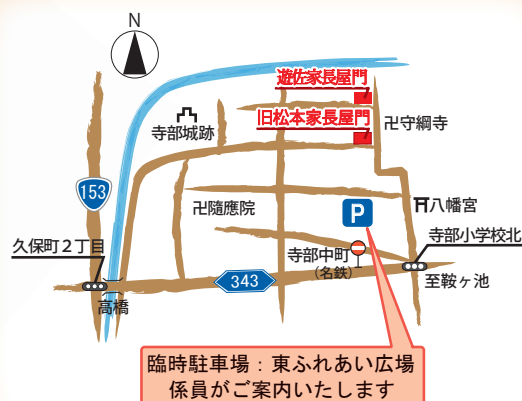 N
遊佐家長屋門
旧松本家長屋門
寺部城跡
卍守綱寺
153
卍隨應院
P
八幡宮
久保町2丁目
寺部中町
(名鉄)
寺部小学校北
343
至鞍ヶ池
高橋
臨時駐車場：東ふれあい広場
係員がご案内いたします